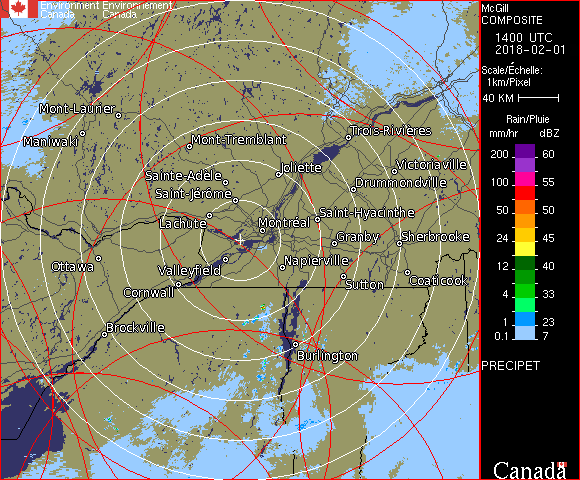 Environment Environnement
Canada Canada
McGill
COMPOSITE
1400 UTC
2018-02-01
Scale/Échelle:
1km/Pixel
40 KM
Rain/Pluie
mm/hr dBZ
200 60
100 55
50 50
24 45
12 40
4 33
1 23
0.1 7
PRECIPET
Canada
Mont-Laurier
Maniwaki
Mont-Tremblant
Trois-Rivières
Sainte-Adèle
Joliette
Victoriaville
Saint-Jérôme
Drummondville
Lachute
Montréal
Saint-Hyacinthe
Granby
Sherbrooke
Ottawa
Valleyfield
Napierville
Cornwall
Sutton
Coaticook
Brockville
Burlington